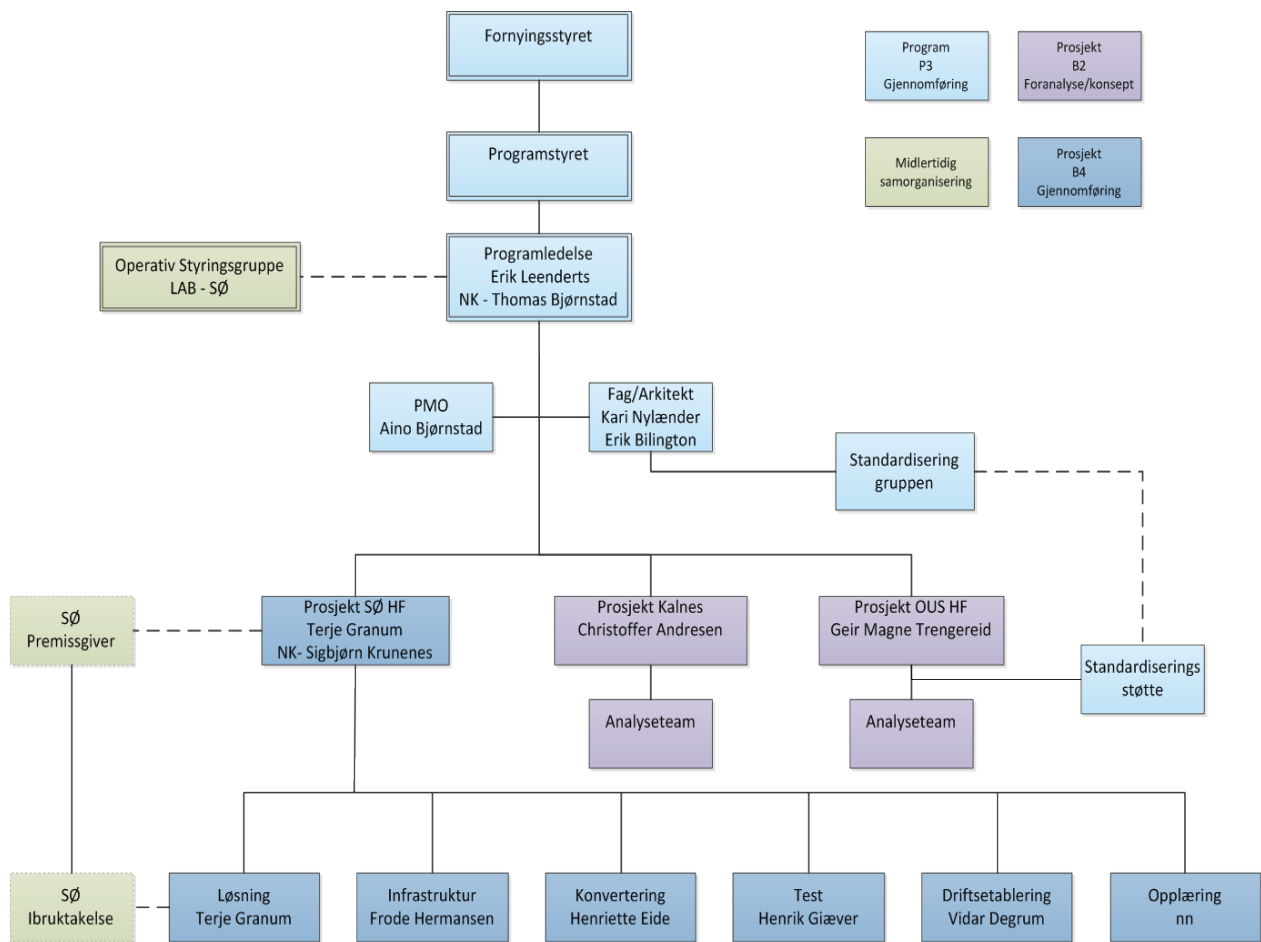 Fornyingsstyret
Program
P3
Gjennomføring
Prosjekt
B2
Foranalyse/konsept
Programstyret
Midlertidig
samorganisering
Prosjekt
B4
Gjennomføring
Operativ Styringsgruppe
LAB - SØ
Programledelse
Erik Leenderts
NK - Thomas Bjørnstad
PMO
Aino Bjørnstad
Fag/Arkitekt
Kari Nylænder
Erik Bilington
Standardisering
gruppen
SØ
Premissgiver
Prosjekt SØ HF
Terje Granum
NK- Sigbjørn Krunenes
Prosjekt Kalnes
Christoffer Andresen
Prosjekt OUS HF
Geir Magne Trengereid
Standardiserings
støtte
Analyseteam
Analyseteam
SØ
Ibruktakelse
Løsning
Terje Granum
Infrastruktur
Frode Hermansen
Konvertering
Henriette Eide
Test
Henrik Giæver
Driftsetablering
Vidar Degrum
Opplæring
nn